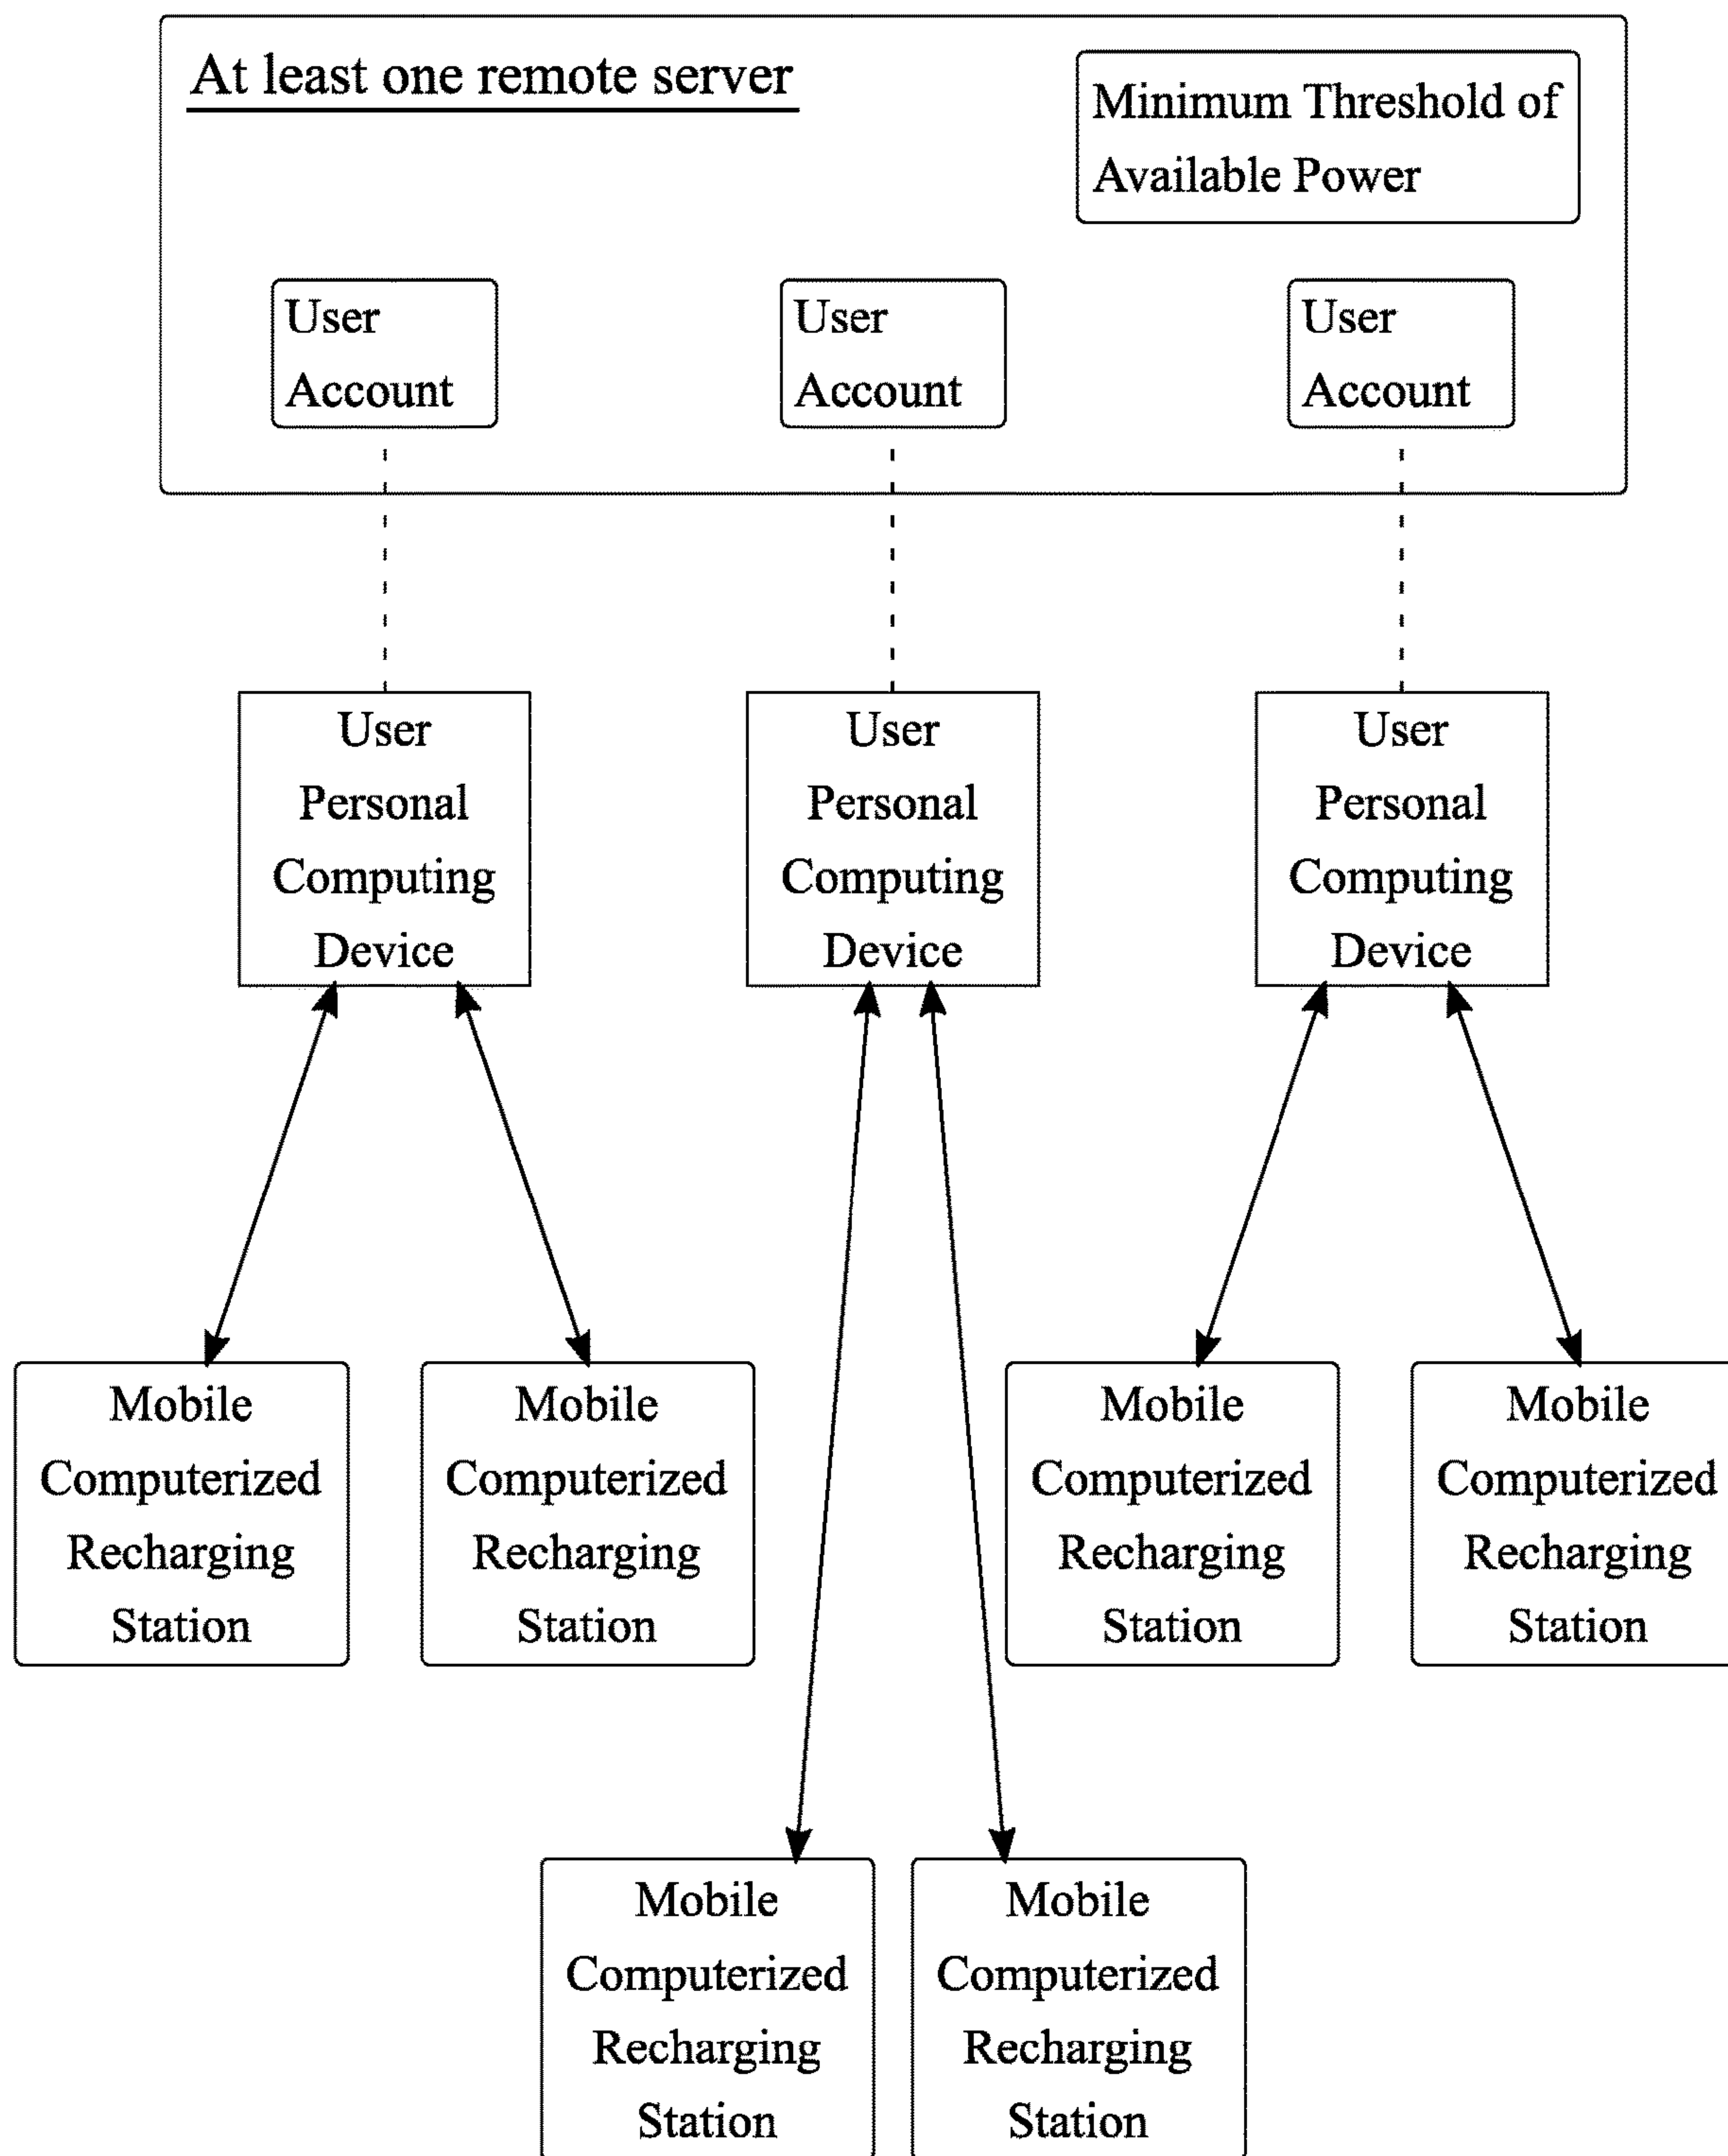 At least one remote server
Minimum Threshold of
Available Power
User
Account
User
Account
User
Account
User
Personal
Computing
Device
User
Personal
Computing
Device
User
Personal
Computing
Device
Mobile
Computerized
Recharging
Station
Mobile
Computerized
Recharging
Station
Mobile
Computerized
Recharging
Station
Mobile
Computerized
Recharging
Station
Mobile
Computerized
Recharging
Station
Mobile
Computerized
Recharging
Station